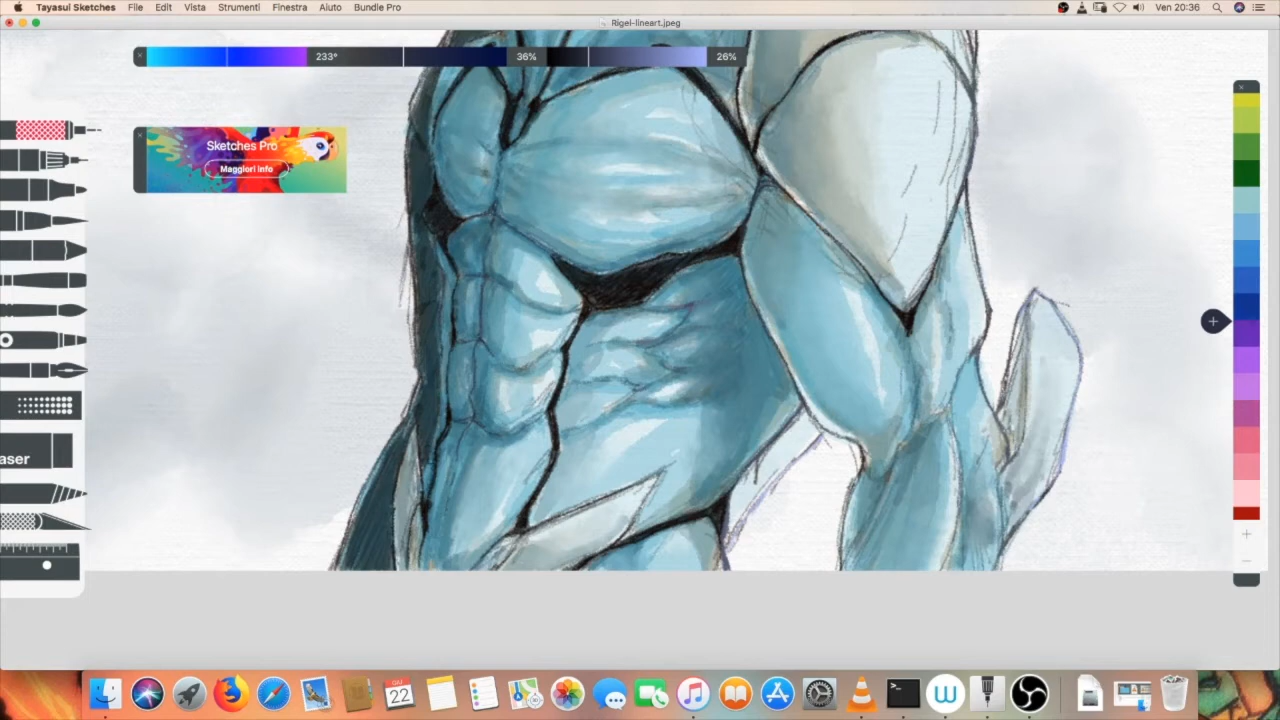 Tayasui Sketches File Edit Vista Strumenti Finestra Aiuto Bundle Pro
Ven 20:36
Rigel-lineart.jpeg
233°
36%
26%
Sketches Pro
Maggiori info
aser
GIU
22